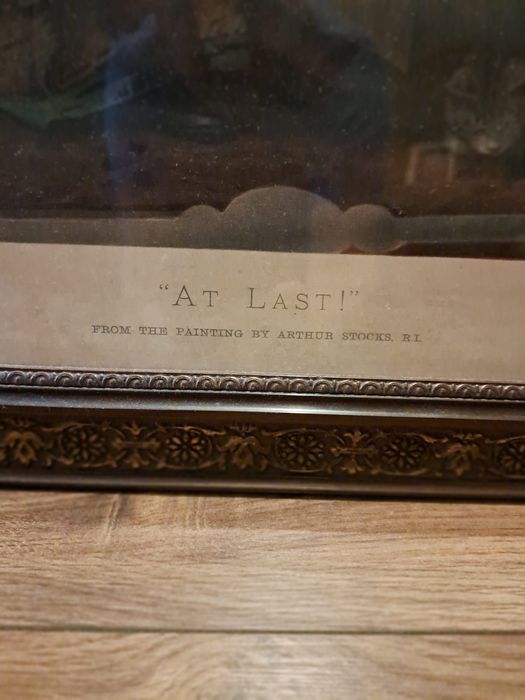 "AT LAST!"
FROM THE PAINTING BY ARTHUR STOCKS, R.I.